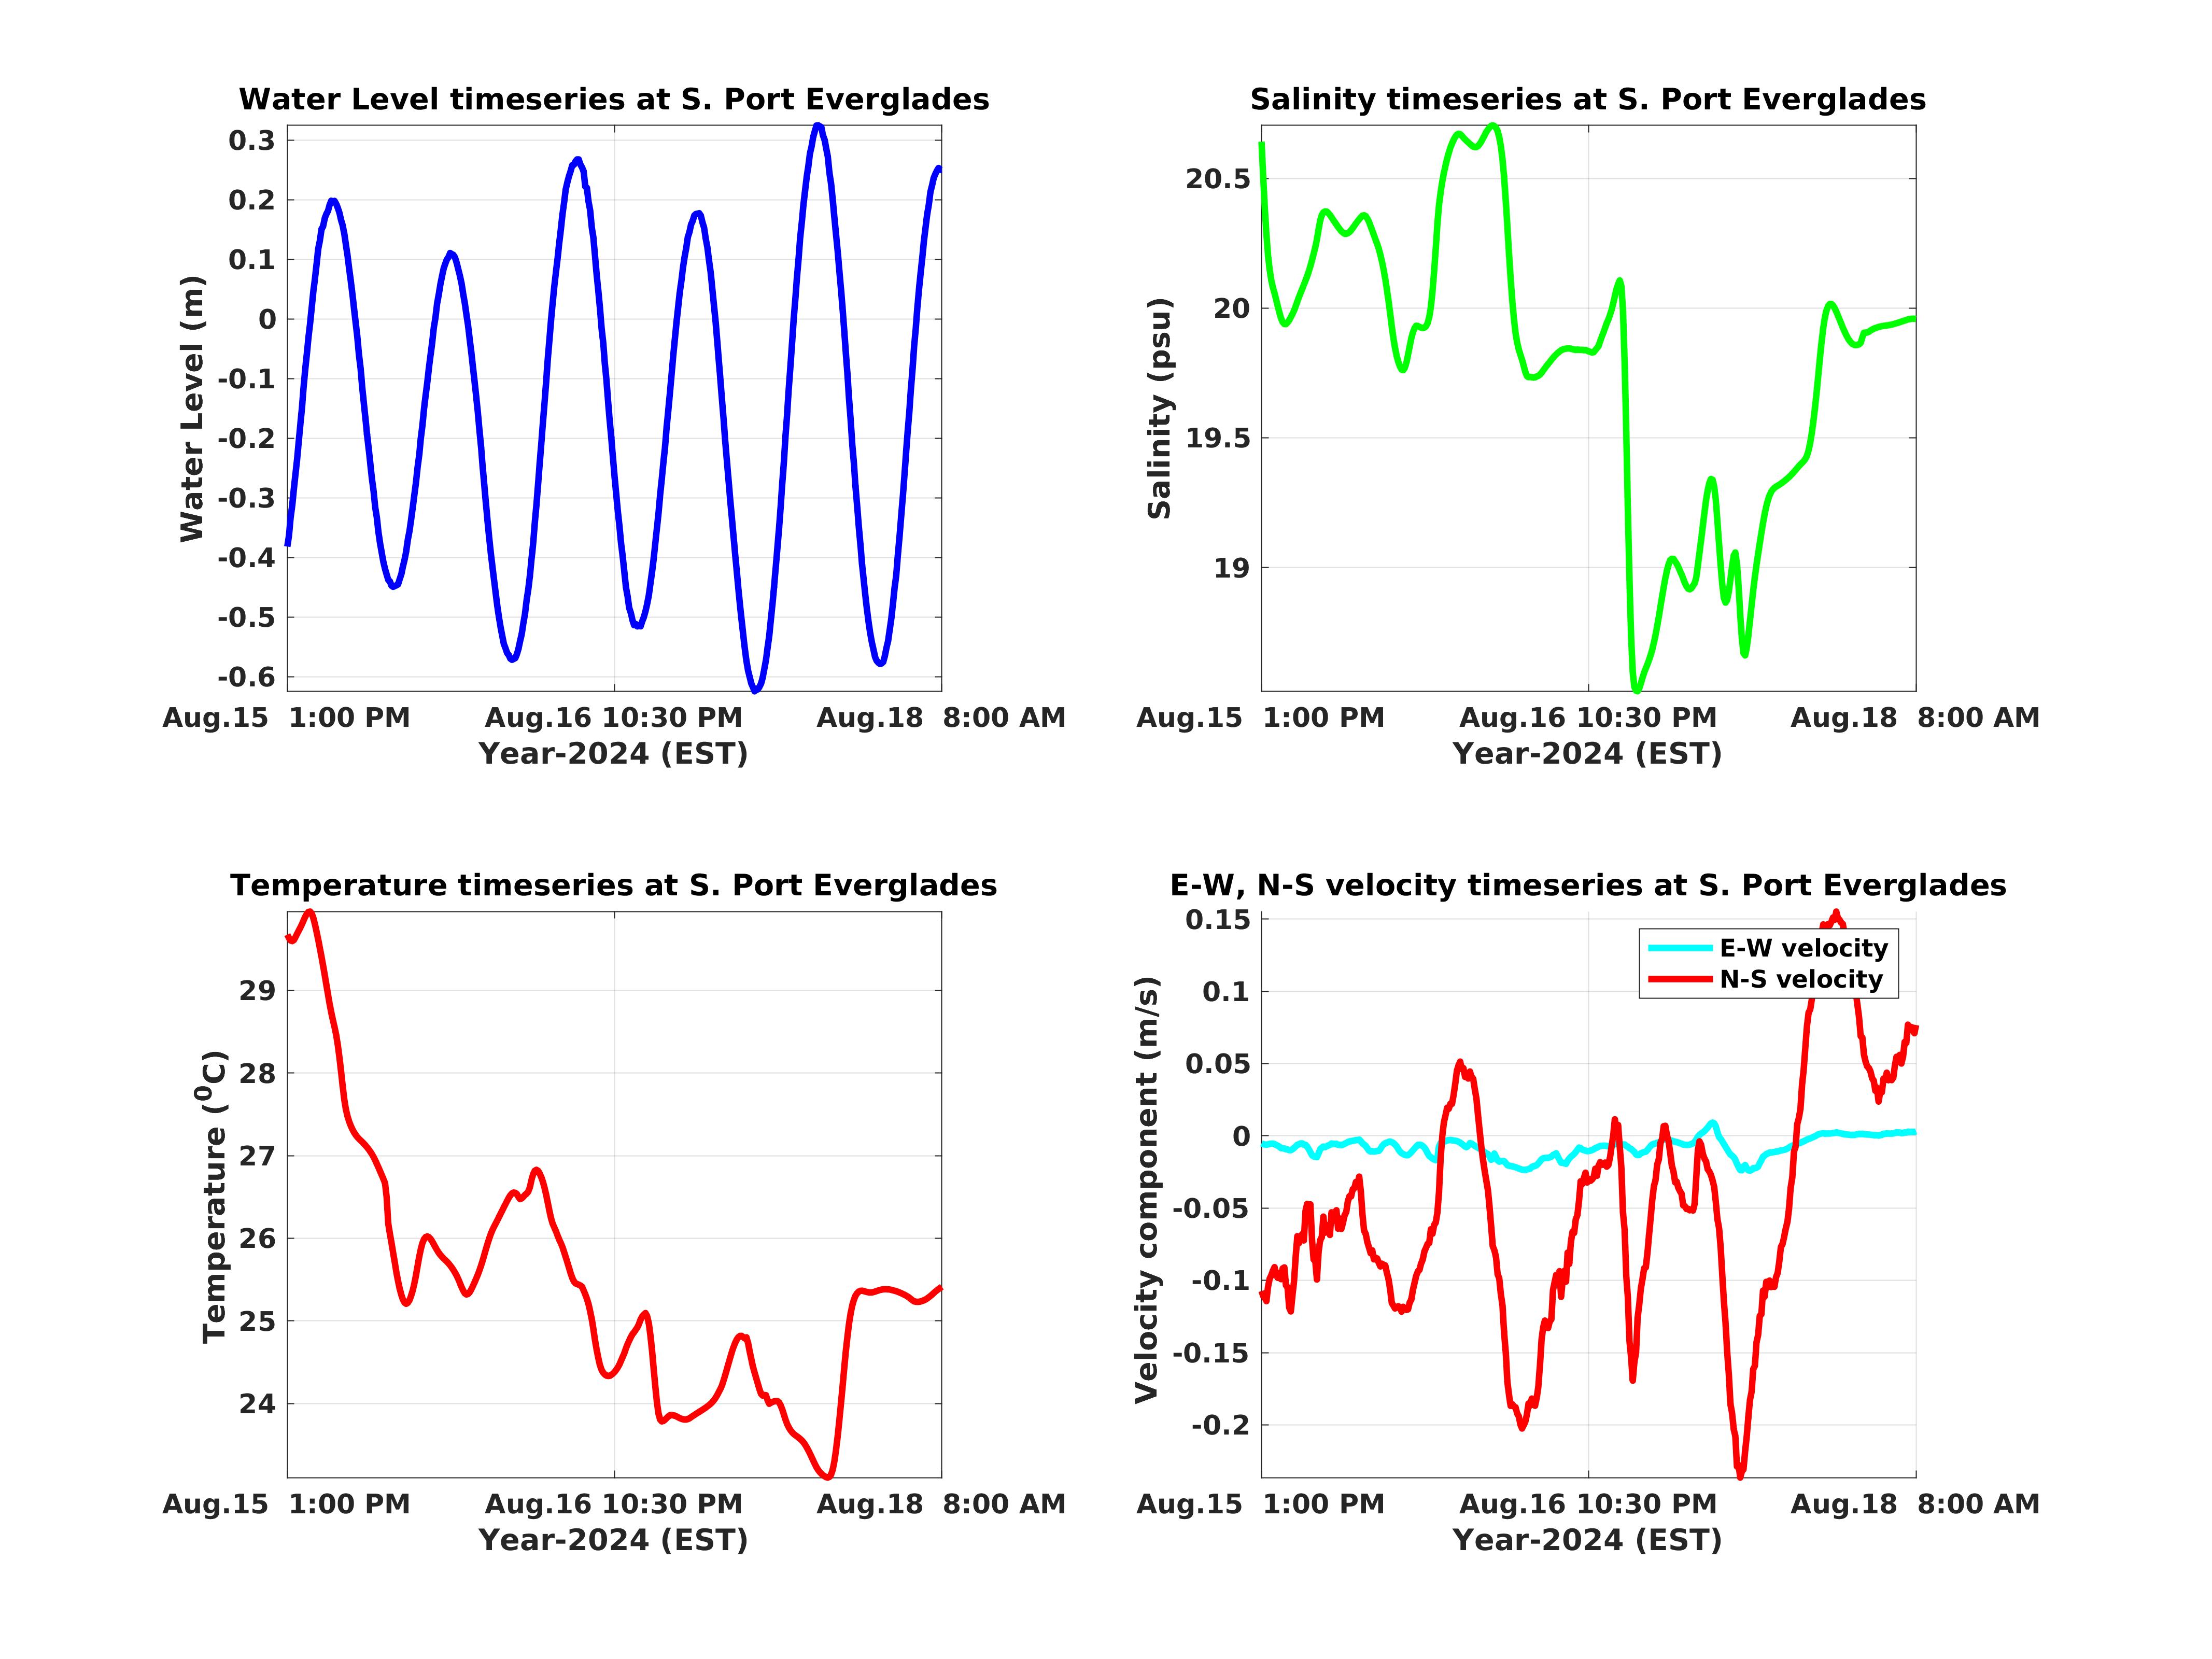 Water Level timeseries at S. Port Everglades
0.3
0.2
0.1
0
-0.1
-0.2
-0.3
-0.4
-0.5
-0.6
Water Level (m)
Aug.15 1:00 PM Aug.16 10:30 PM Aug.18 8:00 AM
Year-2024 (EST)
Salinity timeseries at S. Port Everglades
20.5
20
19.5
19
Salinity (psu)
Aug.15 1:00 PM Aug.16 10:30 PM Aug.18 8:00 AM
Year-2024 (EST)
Temperature timeseries at S. Port Everglades
29
28
27
26
25
24
Temperature (⁰C)
Aug.15 1:00 PM Aug.16 10:30 PM Aug.18 8:00 AM
Year-2024 (EST)
E-W, N-S velocity timeseries at S. Port Everglades
0.15
0.1
0.05
0
-0.05
-0.1
-0.15
-0.2
Velocity component (m/s)
E-W velocity
N-S velocity
Aug.15 1:00 PM Aug.16 10:30 PM Aug.18 8:00 AM
Year-2024 (EST)